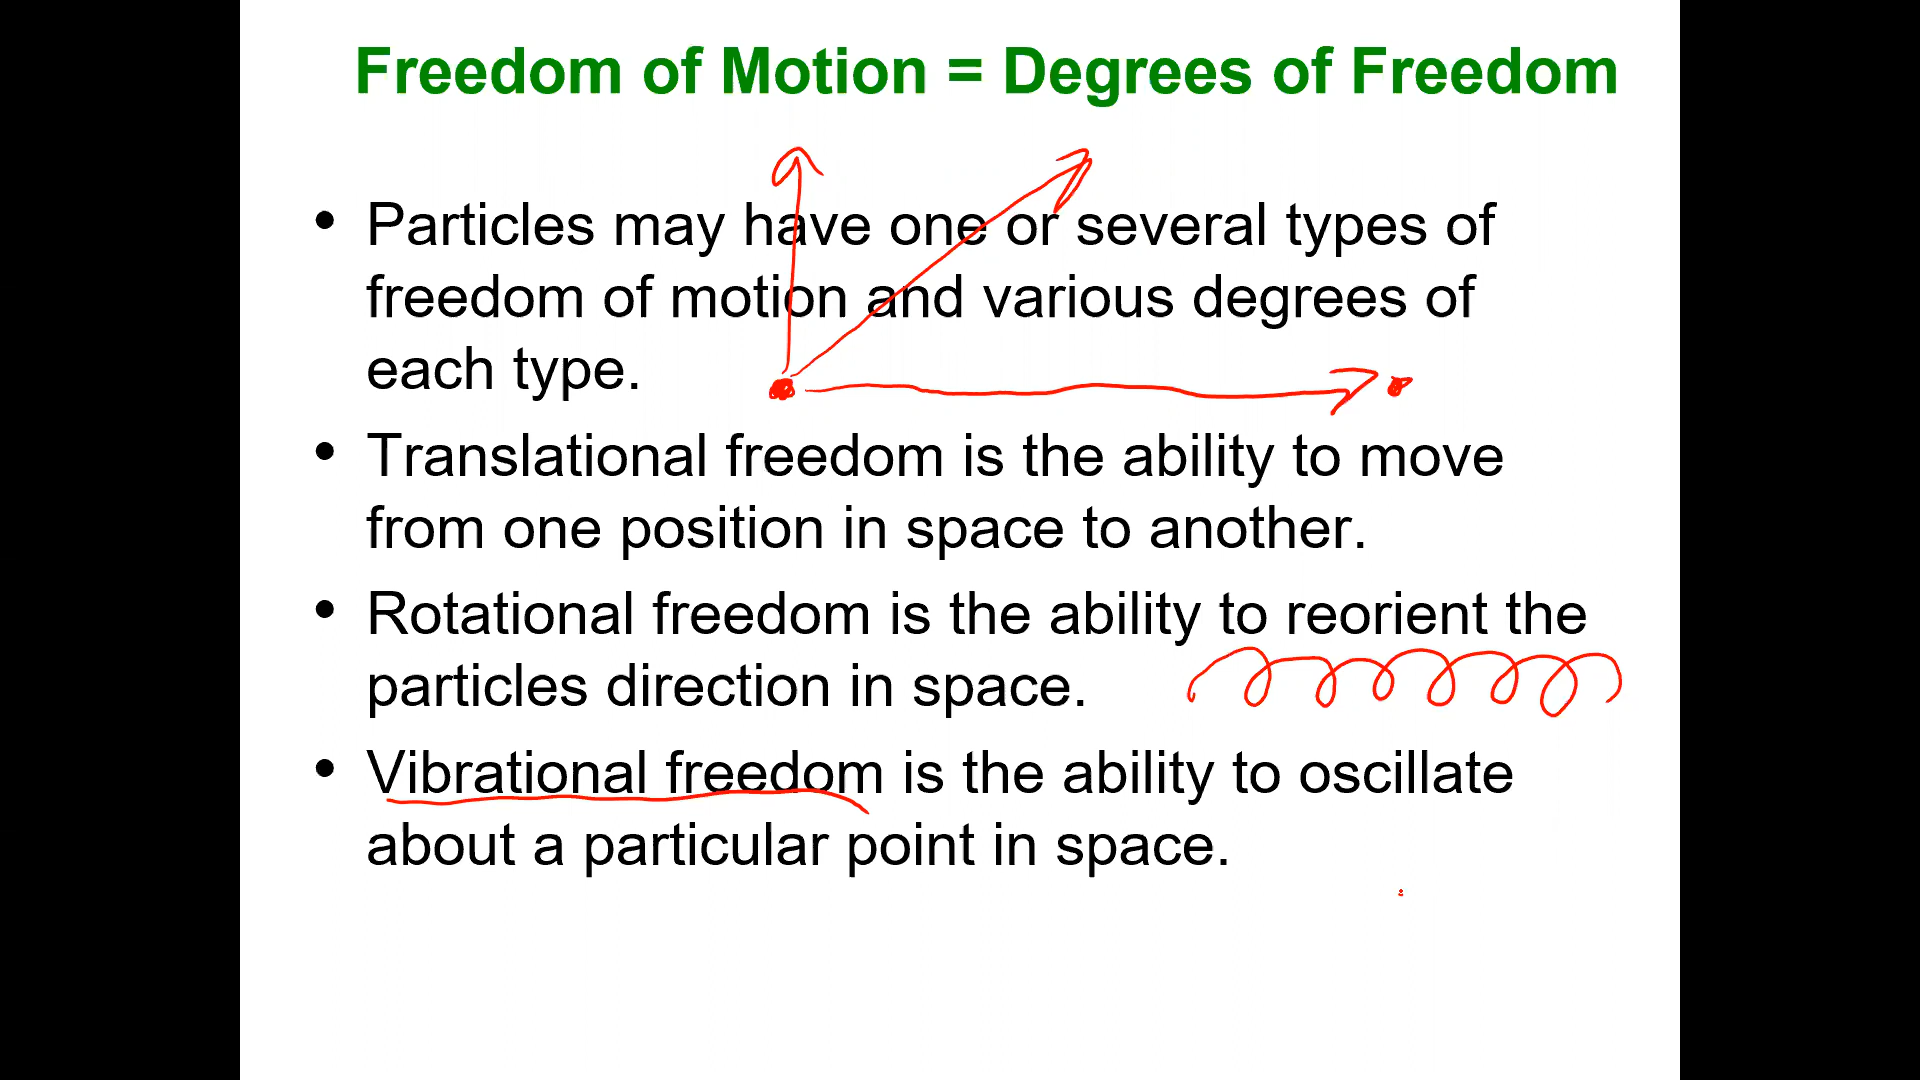 Freedom of Motion = Degrees of Freedom
• Particles may have one or several types of
freedom of motion and various degrees of
each type.
• Translational freedom is the ability to move
from one position in space to another.
• Rotational freedom is the ability to reorient the
particles direction in space.
• Vibrational freedom is the ability to oscillate
about a particular point in space.